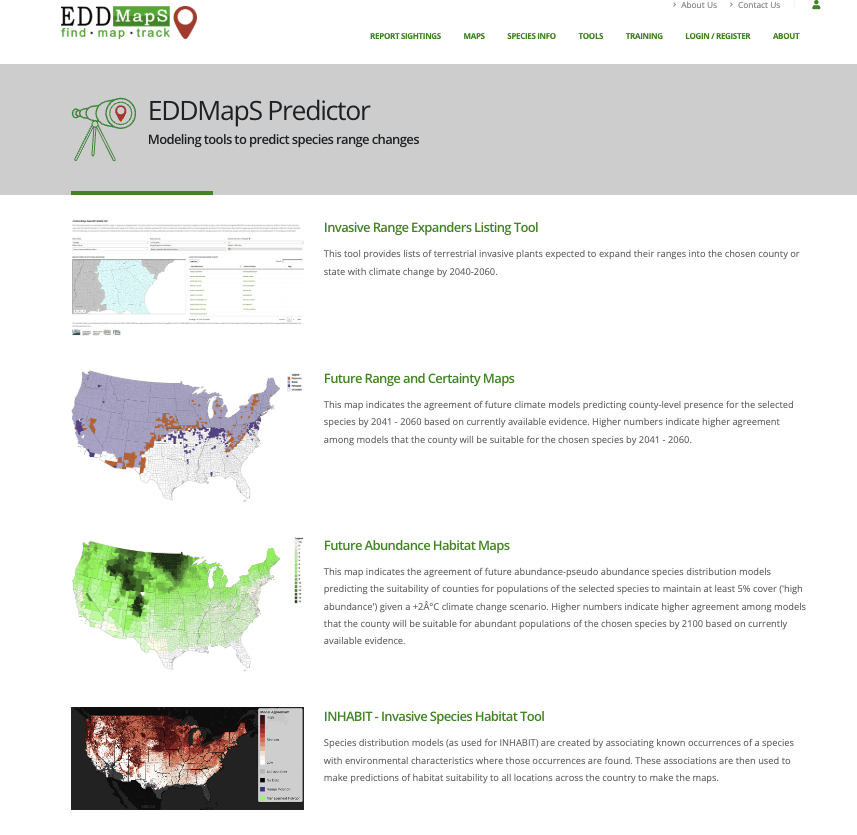 About Us
Contact Us
EDDMapS
find · map · track
REPORT SIGHTINGS
MAPS
SPECIES INFO
TOOLS
TRAINING
LOGIN / REGISTER
ABOUT
EDDMapS Predictor
Modeling tools to predict species range changes
Invasive Range Expanders Listing Tool
This tool provides lists of terrestrial invasive plants expected to expand their ranges into the chosen county or
state with climate change by 2040-2060.
Future Range and Certainty Maps
This map indicates the agreement of future climate models predicting county-level presence for the selected
species by 2041 - 2060 based on currently available evidence. Higher numbers indicate higher agreement
among models that the county will be suitable for the chosen species by 2041 - 2060.
Future Abundance Habitat Maps
This map indicates the agreement of future abundance-pseudo abundance species distribution models
predicting the suitability of counties for populations of the selected species to maintain at least 5% cover ('high
abundance') given a +2Â°C climate change scenario. Higher numbers indicate higher agreement among models
that the county will be suitable for abundant populations of the chosen species by 2100 based on currently
available evidence.
INHABIT - Invasive Species Habitat Tool
Species distribution models (as used for INHABIT) are created by associating known occurrences of a species
with environmental characteristics where those occurrences are found. These associations are then used to
make predictions of habitat suitability to all locations across the country to make the maps.